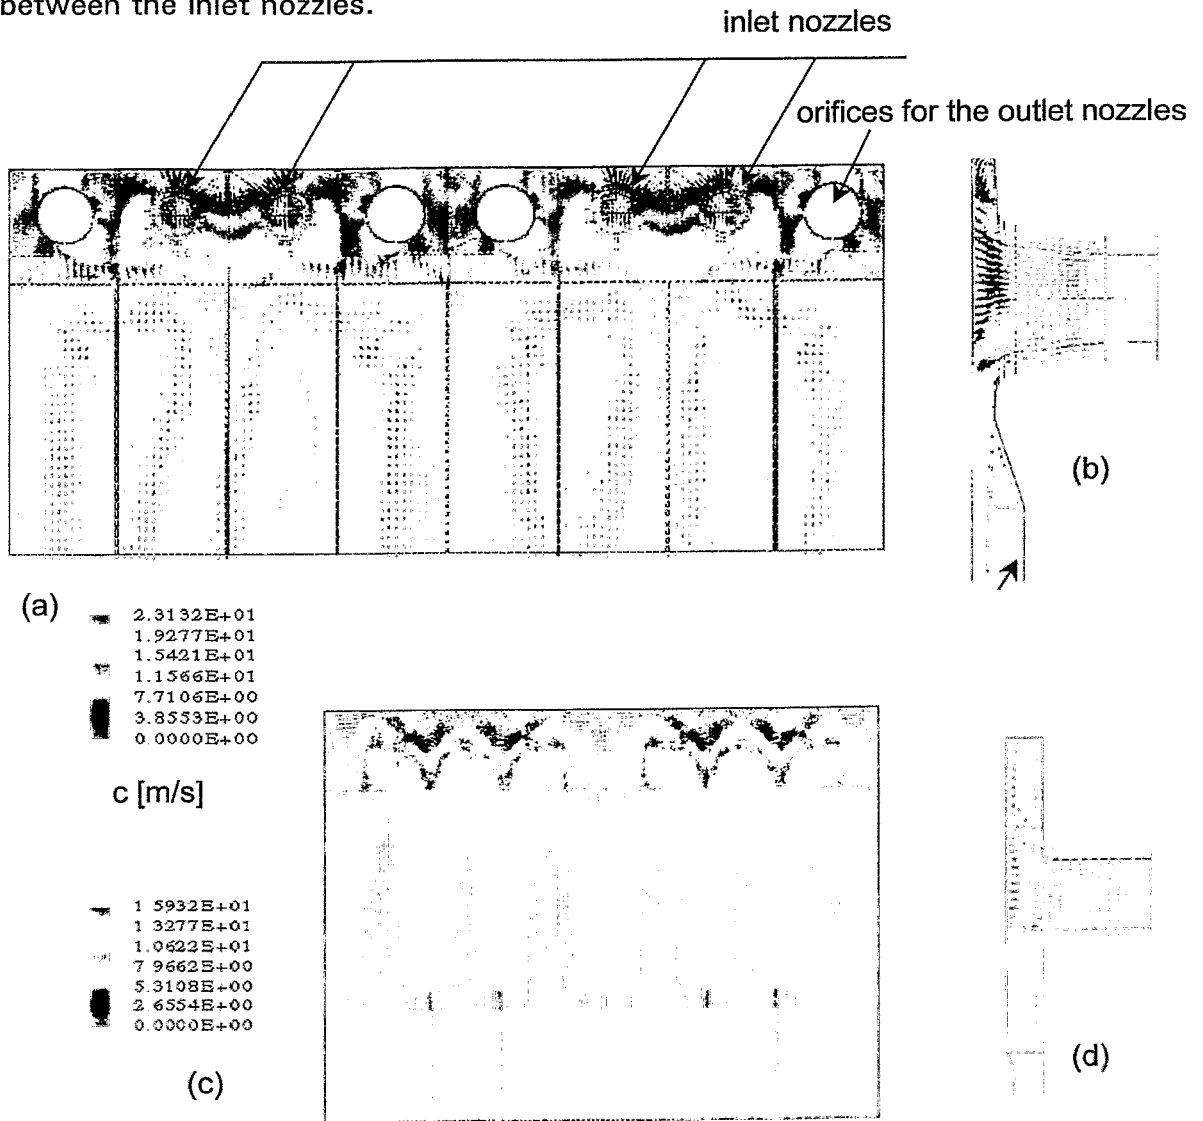 between the inlet nozzles.
inlet nozzles
orifices for the outlet nozzles
(b)
(a)
2.3132E+01
1.9277E+01
1.5421E+01
1.1566E+01
7.7106E+00
3.8553E+00
0.0000E+00
c [m/s]
1 5932E+01
1 3277E+01
1.0622E+01
7 9662E+00
5.3108E+00
2.6554E+00
0.0000E+00
(c)
(d)